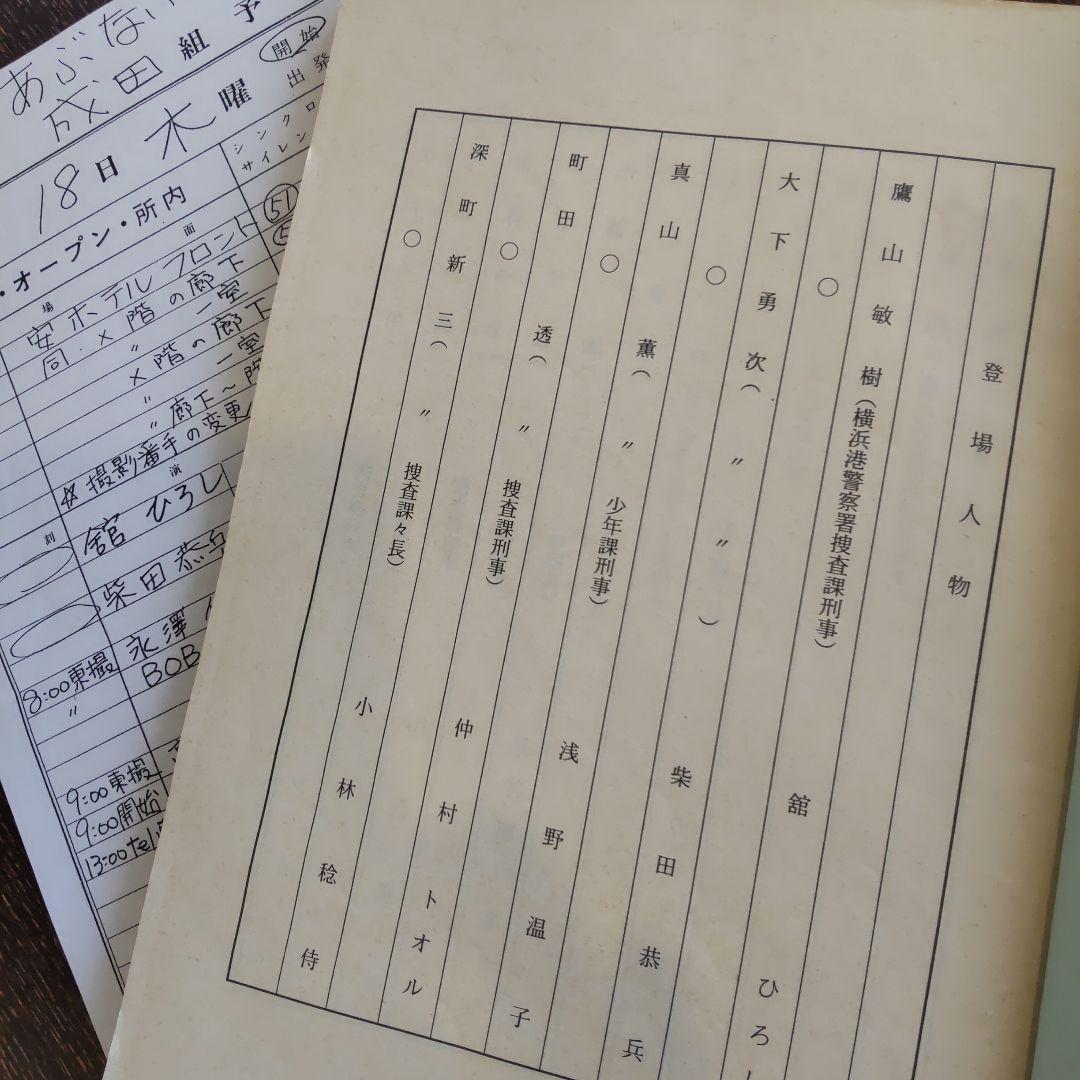 登場人物
鷹山敏樹(横浜港警察署捜査課刑事)
○ 舘ひろし
大下勇次(〃 〃)
○ 柴田恭兵
真山薫(〃 少年課刑事)
○ 浅野温子
町田透(〃 捜査課刑事)
○ 仲村トオル
深町新三(〃 捜査課々長)
○ 小林稔侍
あぶない
成田組 予
18日 木曜
開始
出発
・オープン・所内
シンクロ
サイレン
場面
安ホテルフロント
51
同・×階の廊下
〃 一室
×階の廊下
〃 一室
〃 廊下～階
撮影番手の変更
演
刻
舘 ひろし
柴田 恭兵
8:00東撮 永澤
〃 BOB
9:00東撮
9:00開始
13:00tel